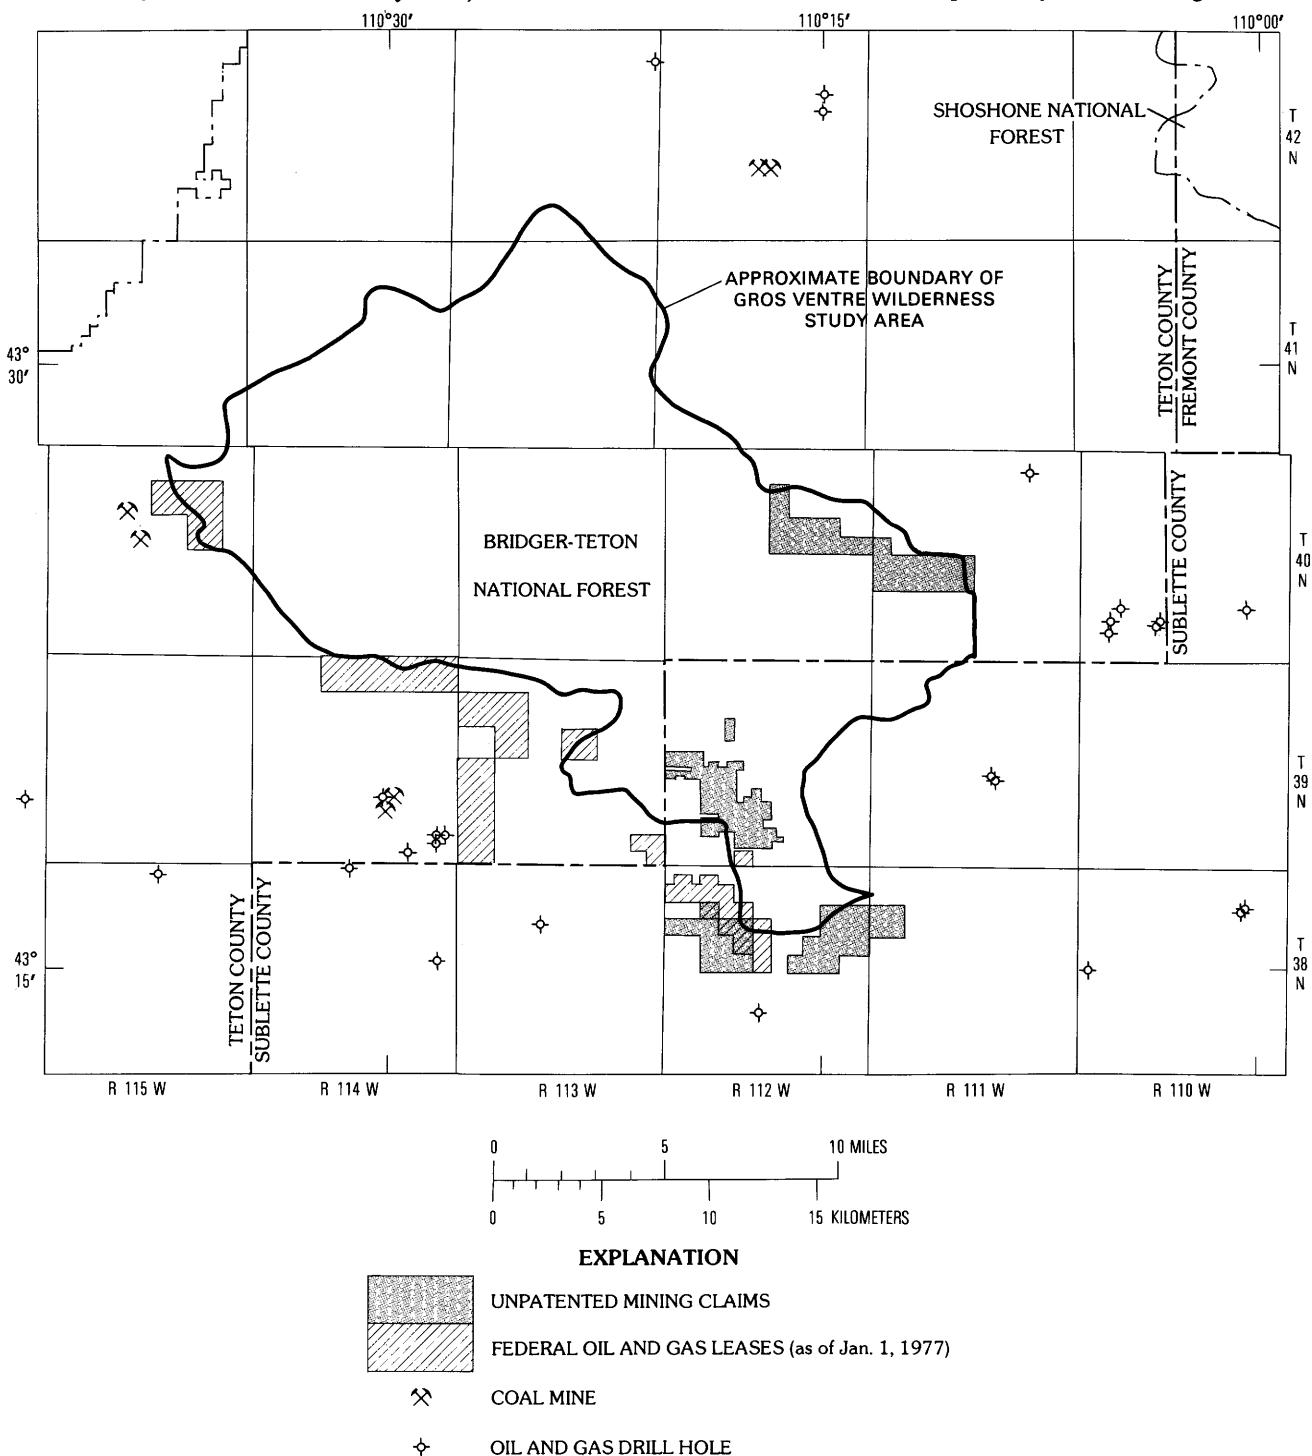 110°30′
110°15′
110°00′
SHOSHONE NATIONAL
FOREST
T
42
N
APPROXIMATE BOUNDARY OF
GROS VENTRE WILDERNESS
STUDY AREA
TETON COUNTY
FREMONT COUNTY
43°
30′
T
41
N
BRIDGER-TETON
NATIONAL FOREST
SUBLETTE COUNTY
T
40
N
T
39
N
TETON COUNTY
SUBLETTE COUNTY
43°
15′
T
38
N
R 115 W
R 114 W
R 113 W
R 112 W
R 111 W
R 110 W
0 5 10 MILES
0 5 10 15 KILOMETERS
EXPLANATION
UNPATENTED MINING CLAIMS
FEDERAL OIL AND GAS LEASES (as of Jan. 1, 1977)
COAL MINE
OIL AND GAS DRILL HOLE